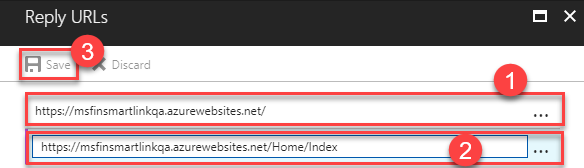 Reply URLs
3
Save
Discard
1
https://msfinsmartlinkqa.azurewebsites.net/
...
https://msfinsmartlinkqa.azurewebsites.net/Home/Index
2
...